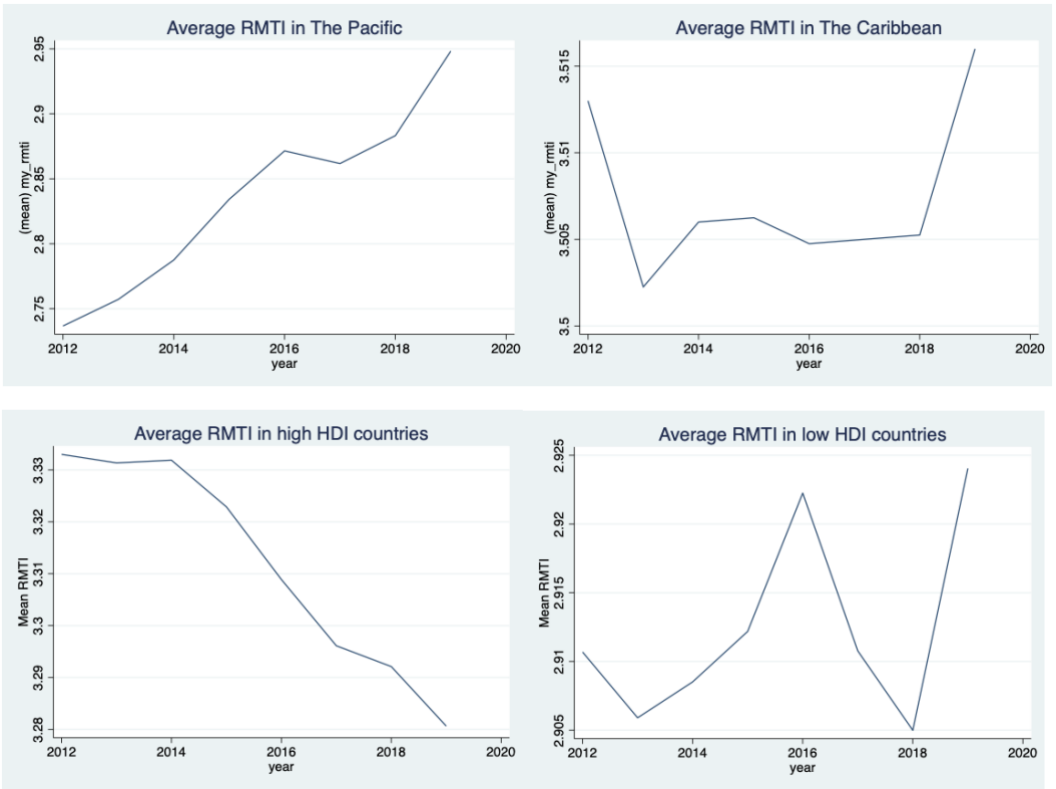 Average RMTI in The Pacific
(mean) my_rmti
2.95
2.9
2.85
2.8
2.75
2012 2014 2016 2018 2020
year
Average RMTI in The Caribbean
(mean) my_rmti
3.515
3.51
3.505
3.5
2012 2014 2016 2018 2020
year
Average RMTI in high HDI countries
Mean RMTI
3.33
3.32
3.31
3.3
3.29
3.28
2012 2014 2016 2018 2020
year
Average RMTI in low HDI countries
Mean RMTI
2.925
2.92
2.915
2.91
2.905
2012 2014 2016 2018 2020
year